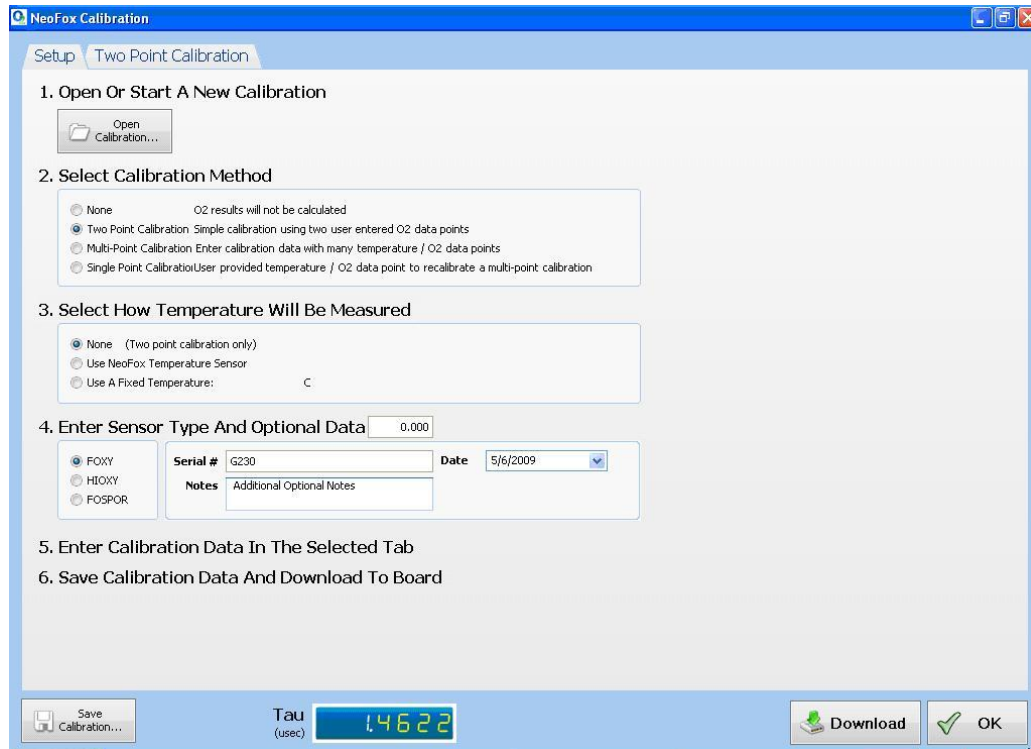 NeoFox Calibration
Setup Two Point Calibration
1. Open Or Start A New Calibration
Open
Calibration...
2. Select Calibration Method
None O2 results will not be calculated
Two Point Calibration Simple calibration using two user entered O2 data points
Multi-Point Calibration Enter calibration data with many temperature / O2 data points
Single Point Calibration User provided temperature / O2 data point to recalibrate a multi-point calibration
3. Select How Temperature Will Be Measured
None (Two point calibration only)
Use NeoFox Temperature Sensor
Use A Fixed Temperature: C
4. Enter Sensor Type And Optional Data 0.000
FOXY Serial # G230 Date 5/6/2009
HIOXY Notes Additional Optional Notes
FOSPOR
5. Enter Calibration Data In The Selected Tab
6. Save Calibration Data And Download To Board
Save
Calibration...
Tau
(usec)
1.4622
Download
OK